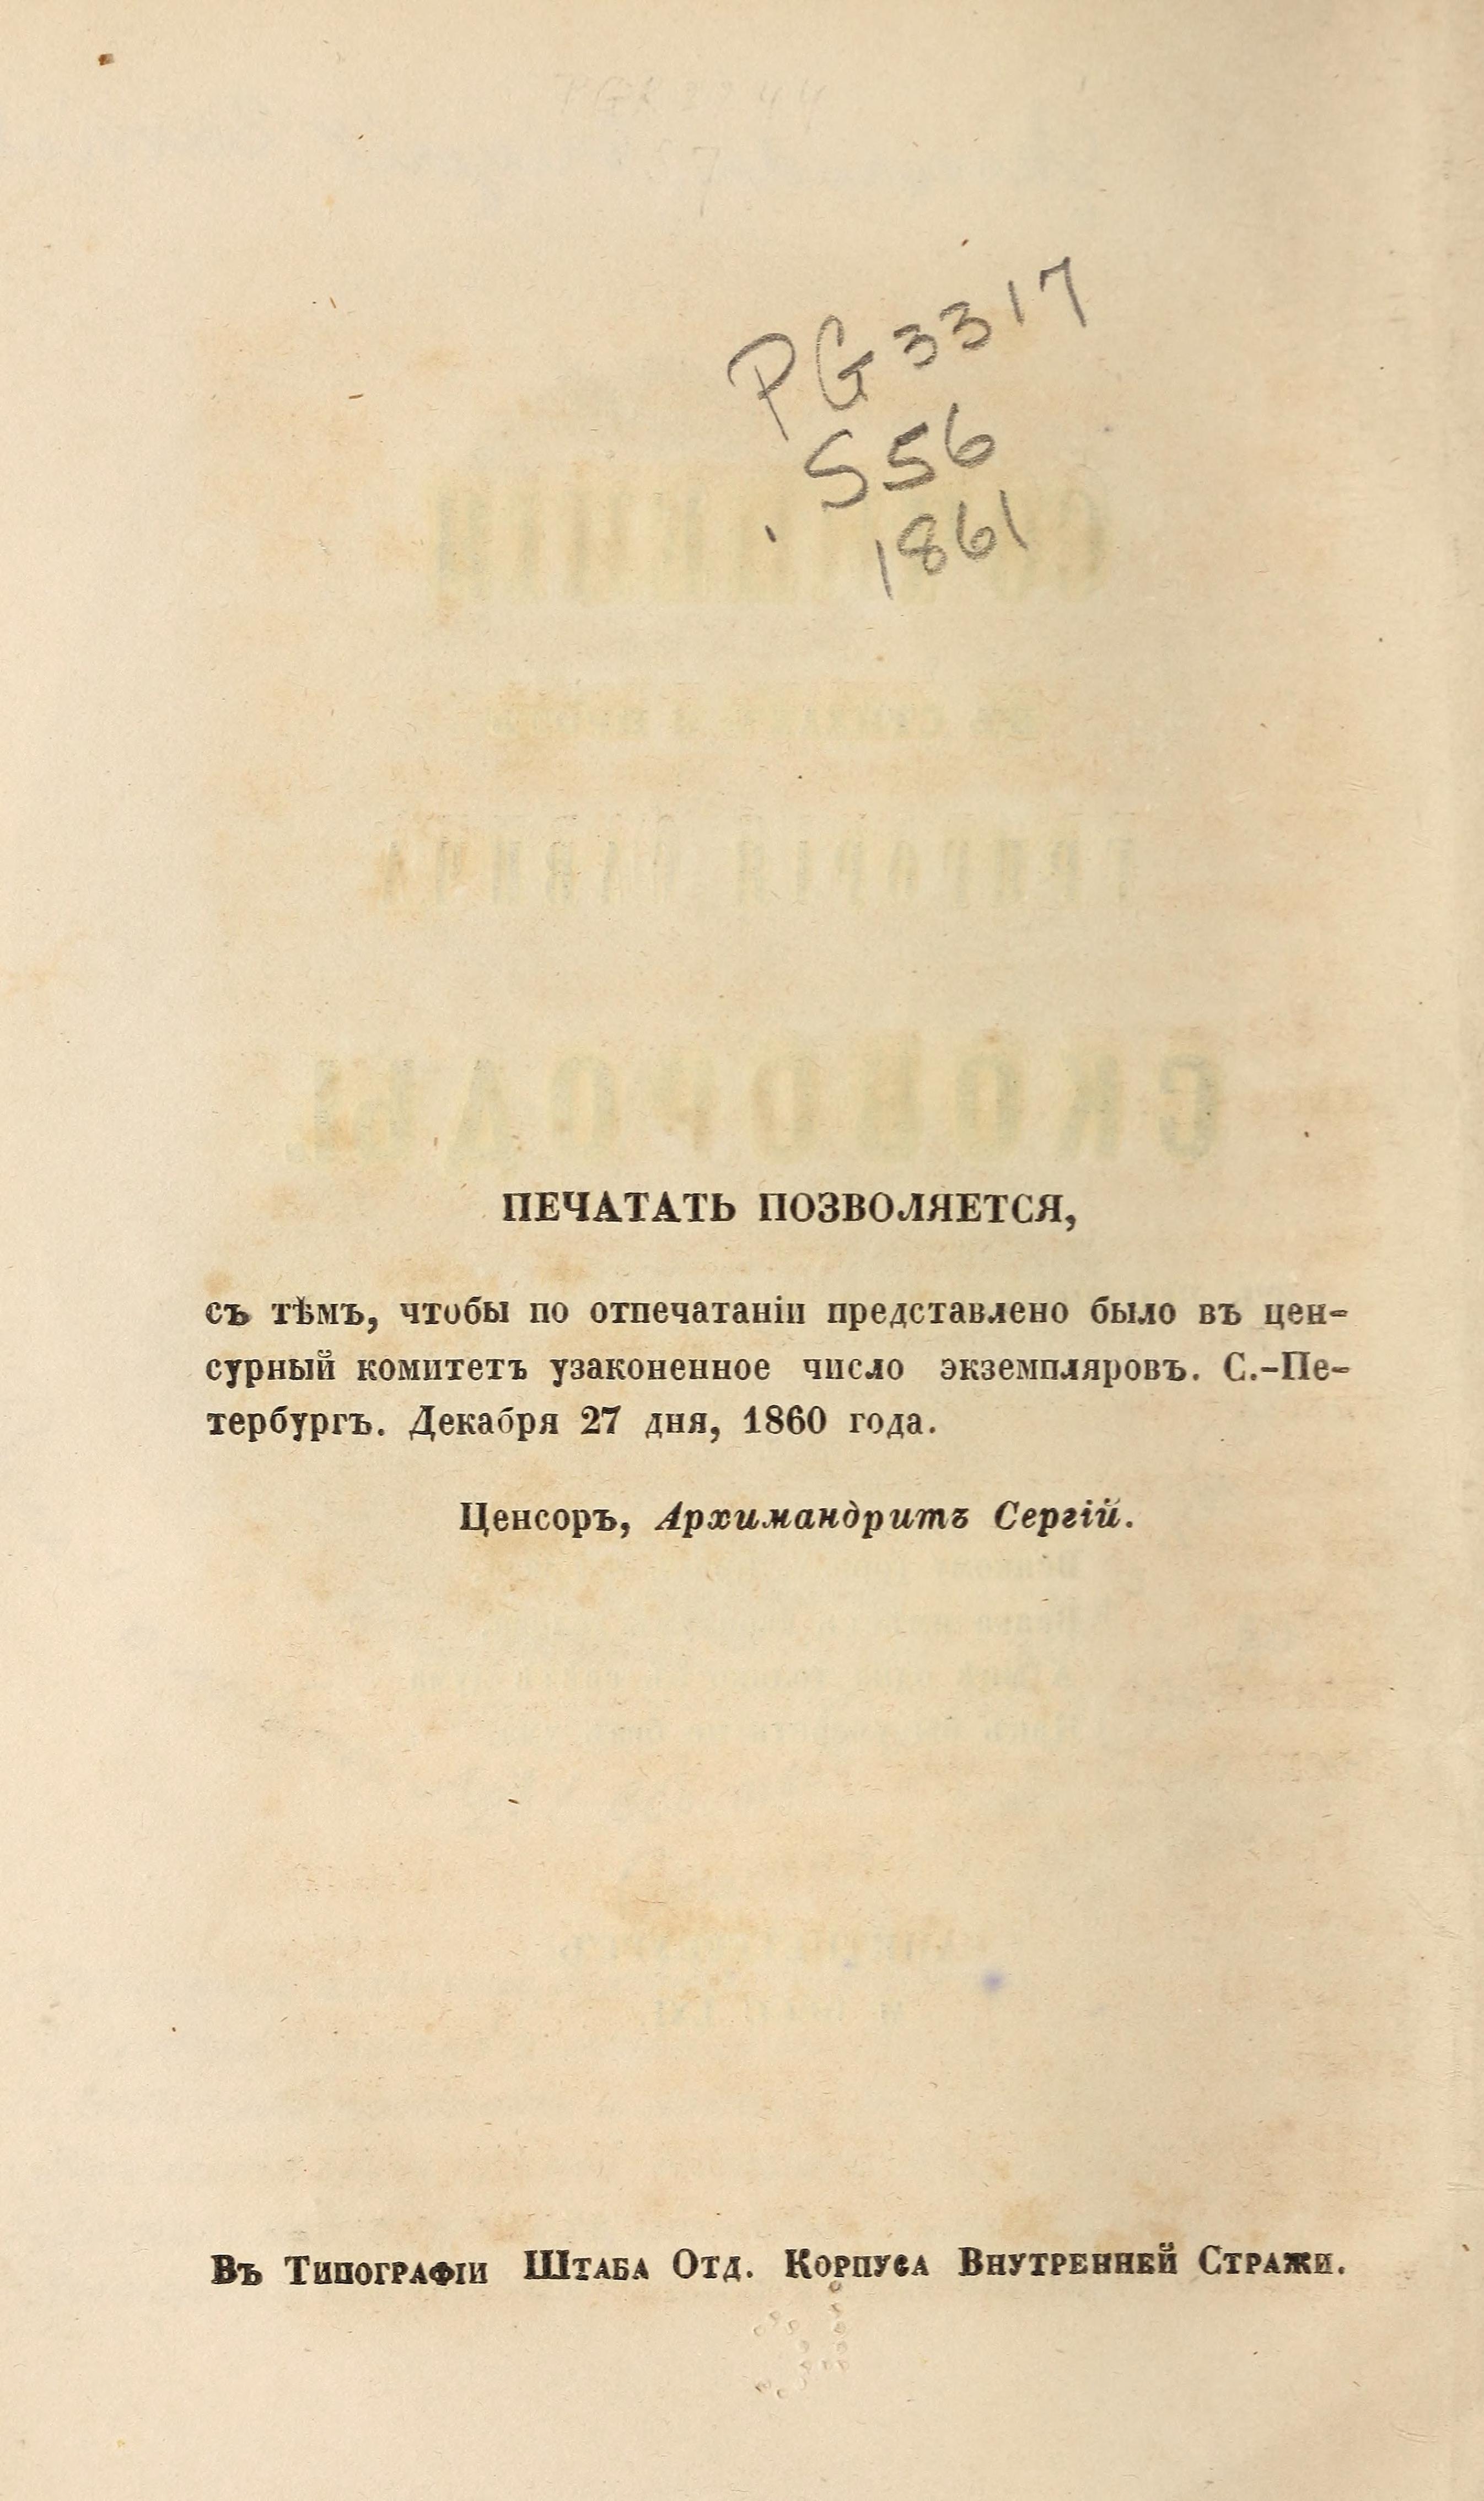 PG3317
.S56
1861
ПЕЧАТАТЬ ПОЗВОЛЯЕТСЯ,
съ тѣмъ, чтобы по отпечатаніи представлено было въ цен-
сурный комитетъ узаконенное число экземпляровъ. С.-Пе-
тербургъ. Декабря 27 дня, 1860 года.
Ценсоръ, Архимандритъ Сергій.
Въ Типографіи Штаба Отд. Корпуса Внутренней Стражи.